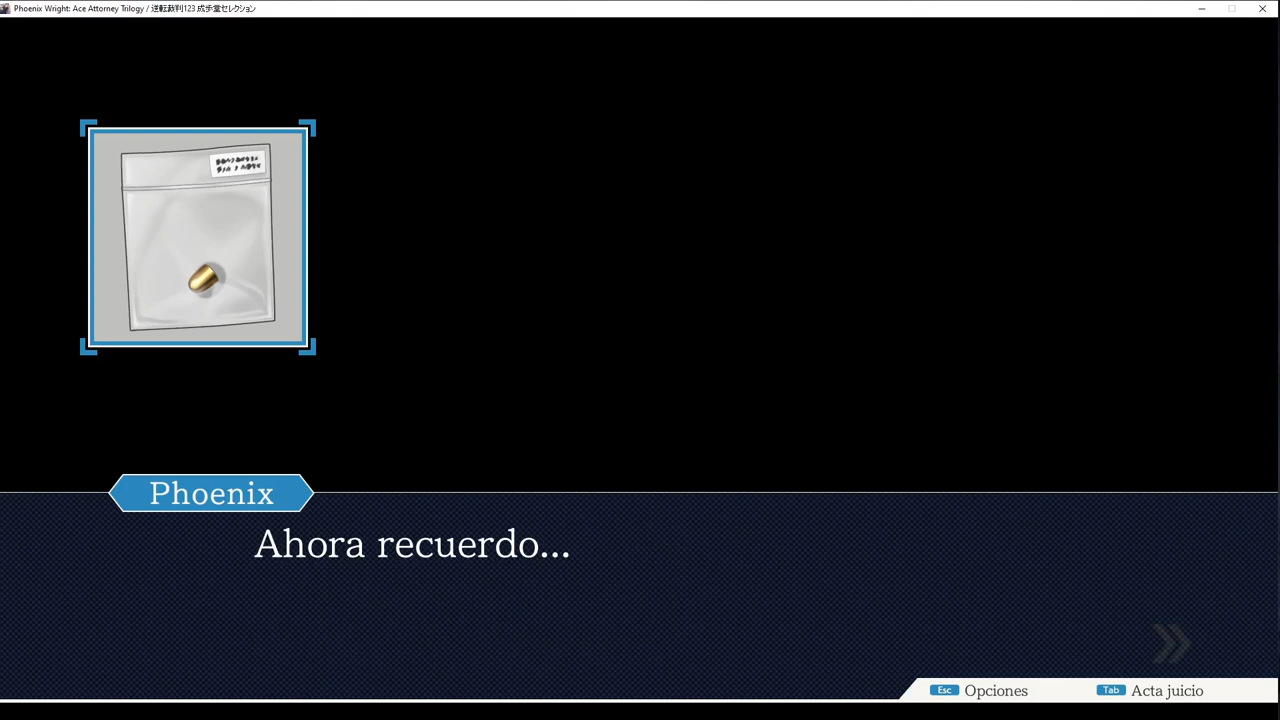 Phoenix Wright: Ace Attorney Trilogy / 逆転裁判123 成歩堂セレクション
Phoenix
Ahora recuerdo...
Esc Opciones
Tab Acta juicio